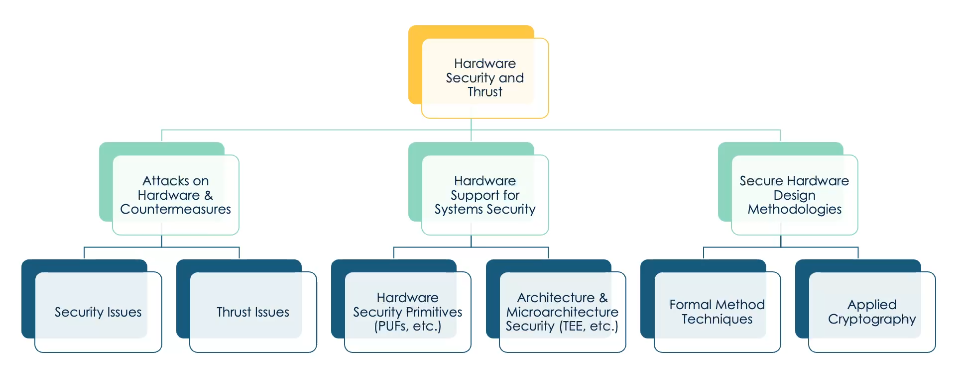 Hardware
Security and
Thrust
Attacks on
Hardware &
Countermeasures
Hardware
Support for
Systems Security
Secure Hardware
Design
Methodologies
Security Issues
Thrust Issues
Hardware
Security Primitives
(PUFs, etc.)
Architecture &
Microarchitecture
Security (TEE, etc.)
Formal Method
Techniques
Applied
Cryptography